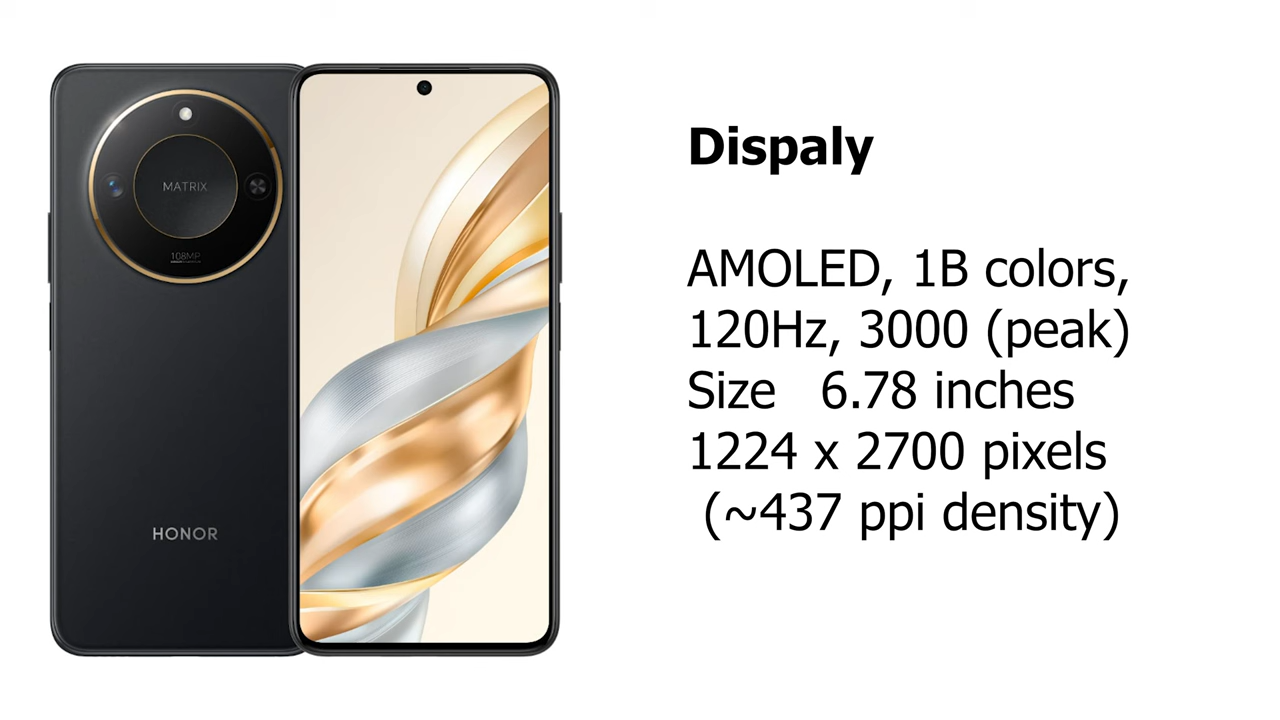 MATRIX
108MP
HONOR
Dispaly
AMOLED, 1B colors,
120Hz, 3000 (peak)
Size 6.78 inches
1224 x 2700 pixels
(~437 ppi density)